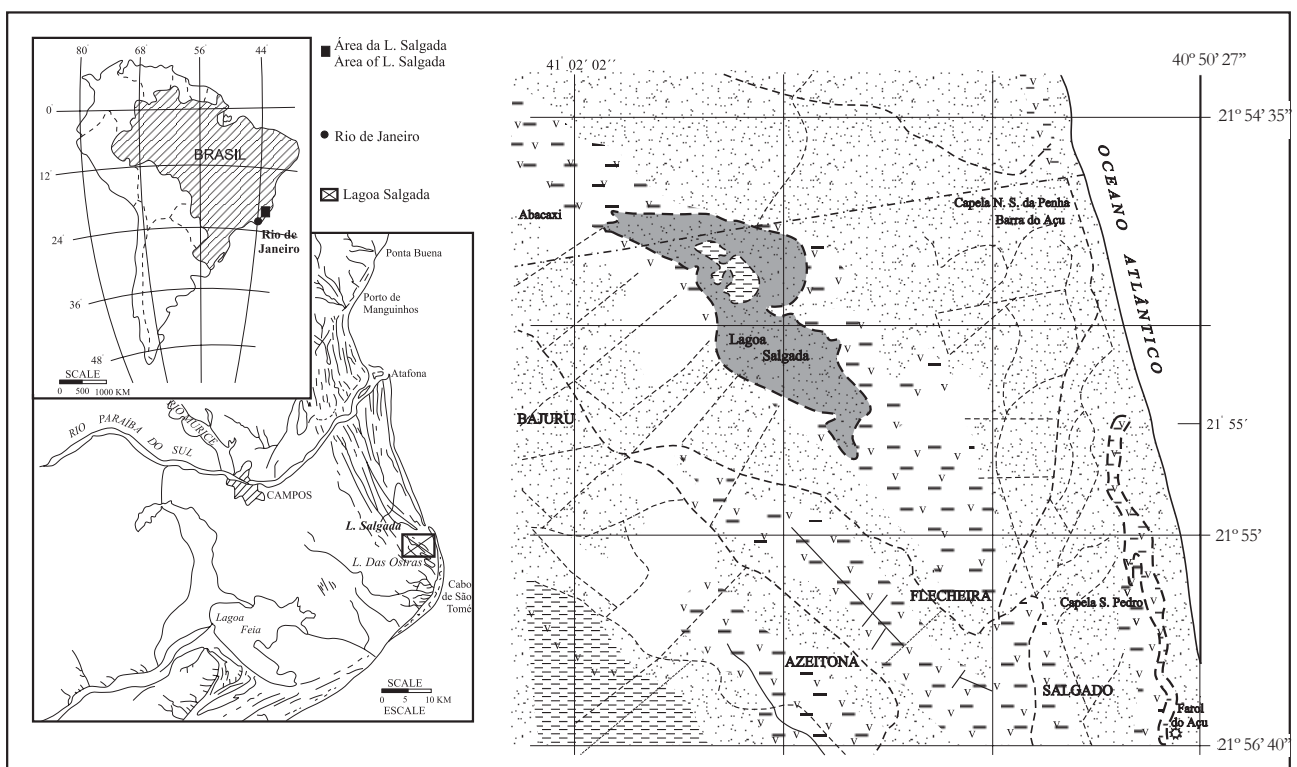 80°
68°
56°
44°
0°
12°
24°
36°
48
BRASIL
Rio de
Janeiro
SCALE
0 500 1000 KM
Área da L. Salgada
Area of L. Salgada
Rio de Janeiro
Lagoa Salgada
Ponta Buena
Porto de
Manguinhos
Atafona
RIO PARAÍBA DO SUL
CAMPOS
L. Salgada
L. Das Ostras
Cabo
de São
Tomé
Lagoa
Feia
SCALE
0 5 10 KM
ESCALE
41° 02' 02''
40° 50' 27”
21° 54' 35”
OCEANO ATLÂNTICO
Capela N. S. da Penha
Barra do Açu
Abacaxi
Lagoa
Salgada
BAJURU
21° 55'
21° 55'
FLECHEIRA
Capela S. Pedro
AZEITONA
SALGADO
Farol
do Açu
21° 56' 40”